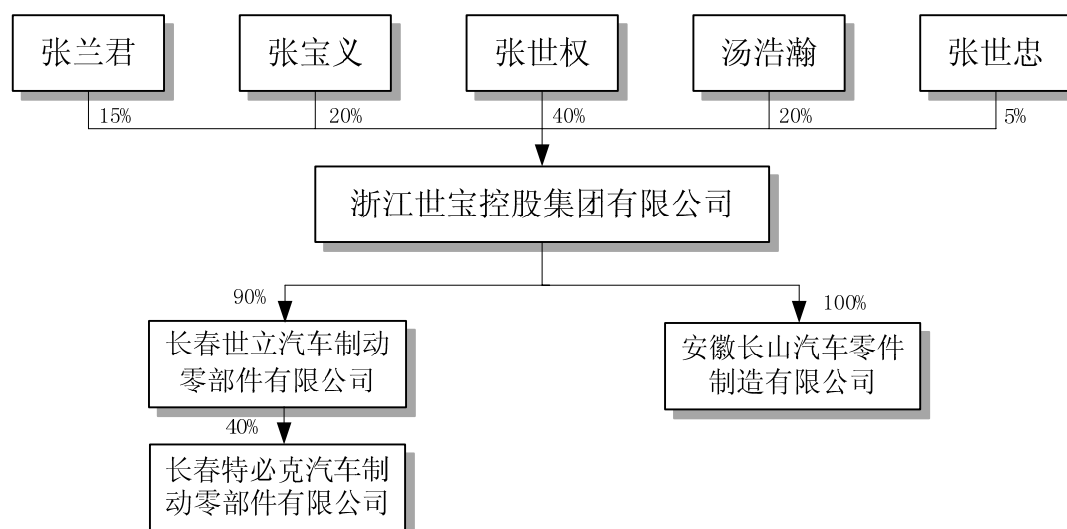 张兰君
张宝义
张世权
汤浩瀚
张世忠
15%
20%
40%
20%
5%
浙江世宝控股集团有限公司
90%
100%
长春世立汽车制动
零部件有限公司
安徽长山汽车零件
制造有限公司
40%
长春特必克汽车制
动零部件有限公司